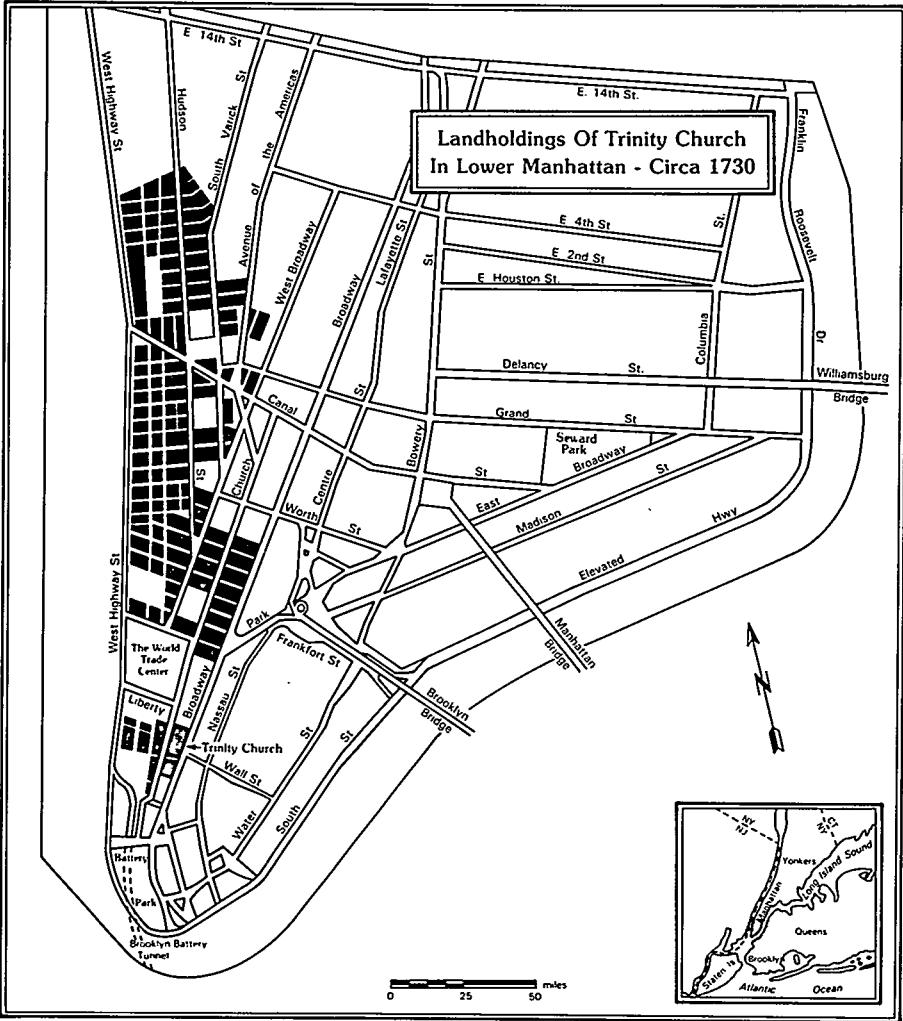 E 14th St
West Highway St
Hudson
South Varick St
Avenue of the Americas
E. 14th St.
Franklin Roosevelt Dr
Landholdings Of Trinity Church
In Lower Manhattan - Circa 1730
West Broadway
Broadway
Lafayette St
St
E 4th St.
St.
E 2nd St
E Houston St.
Columbia
Delancy St.
Williamsburg
Bridge
Canal
St
Grand St
Bowery
Seward
Park
Church
St
Centre
St
East Broadway
Worth St
Madison St
Elevated Hwy
West Highway St
Park
Manhattan
Bridge
Frankfort St
The World
Trade
Center
Broadway
Nassau St
Liberty
Brooklyn
Bridge
Trinity Church
Wall St
Water St
South St
Battery
Park
Brooklyn Battery
Tunnel
N
0 25 50 miles
NY
NJ
CT
NY
Yonkers
Long Island Sound
Manhattan
Queens
Brooklyn
Staten Is
Atlantic Ocean